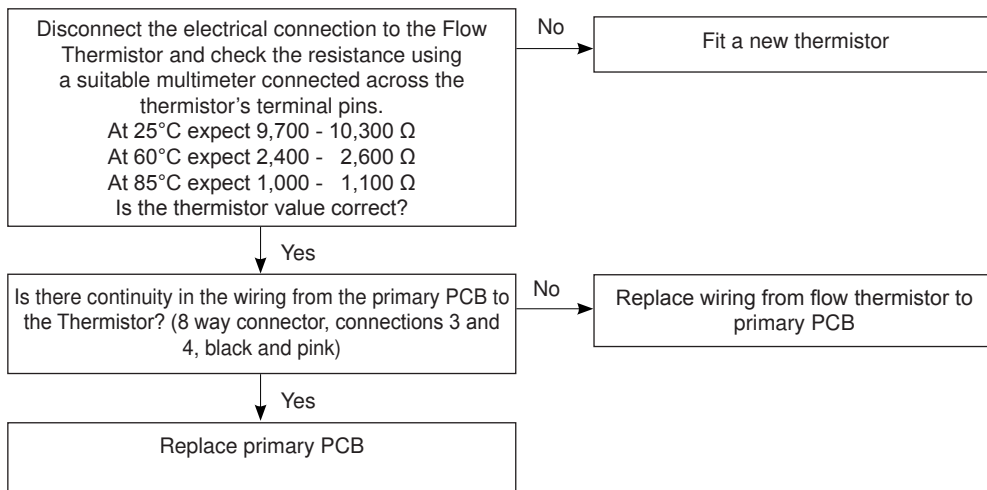 Disconnect the electrical connection to the Flow
Thermistor and check the resistance using
a suitable multimeter connected across the
thermistor’s terminal pins.
At 25°C expect 9,700 - 10,300 Ω
At 60°C expect 2,400 - 2,600 Ω
At 85°C expect 1,000 - 1,100 Ω
Is the thermistor value correct?
No
Fit a new thermistor
Yes
Is there continuity in the wiring from the primary PCB to
the Thermistor? (8 way connector, connections 3 and
4, black and pink)
No
Replace wiring from flow thermistor to
primary PCB
Yes
Replace primary PCB